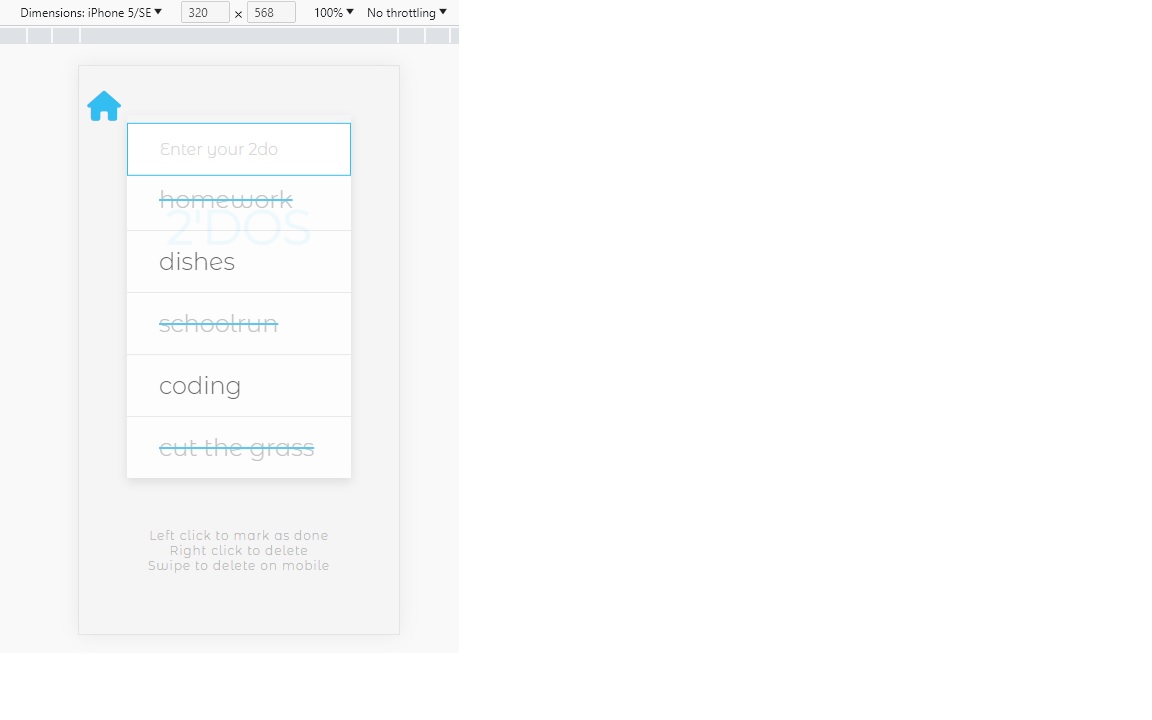 Dimensions: iPhone 5/SE 320 × 568 100% No throttling
Enter your 2do
homework
2'DOS
dishes
schoolrun
coding
cut the grass
Left click to mark as done
Right click to delete
Swipe to delete on mobile